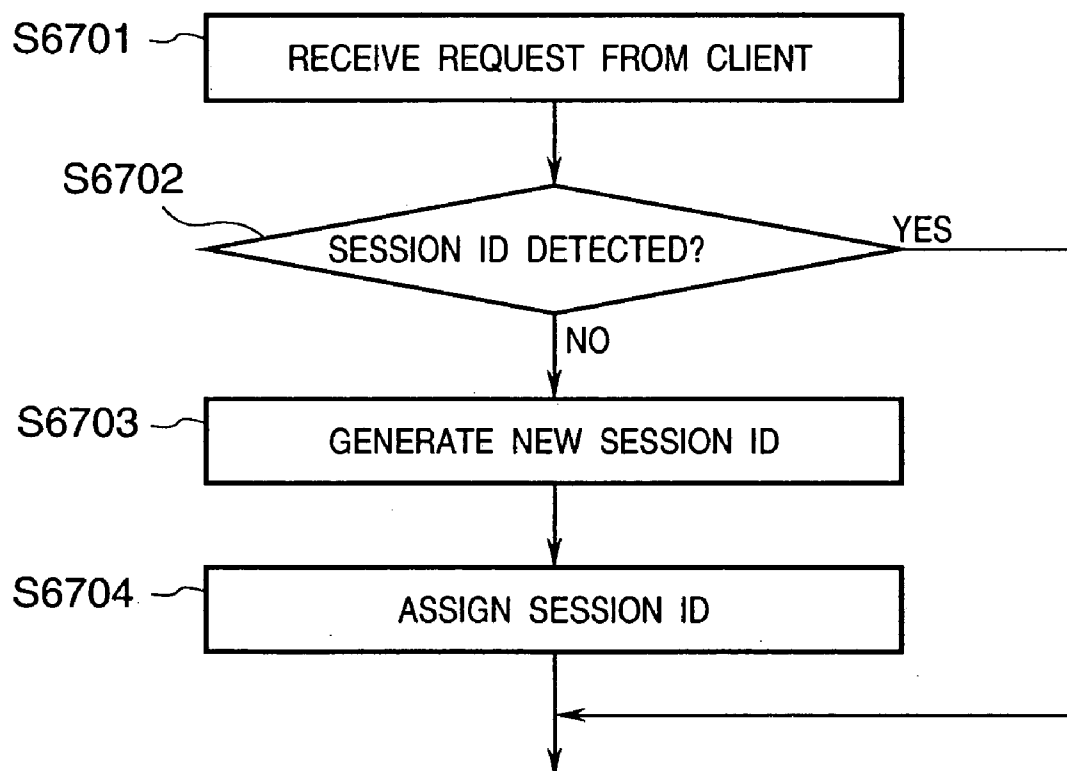 S6701
RECEIVE REQUEST FROM CLIENT
S6702
SESSION ID DETECTED?
YES
NO
S6703
GENERATE NEW SESSION ID
S6704
ASSIGN SESSION ID